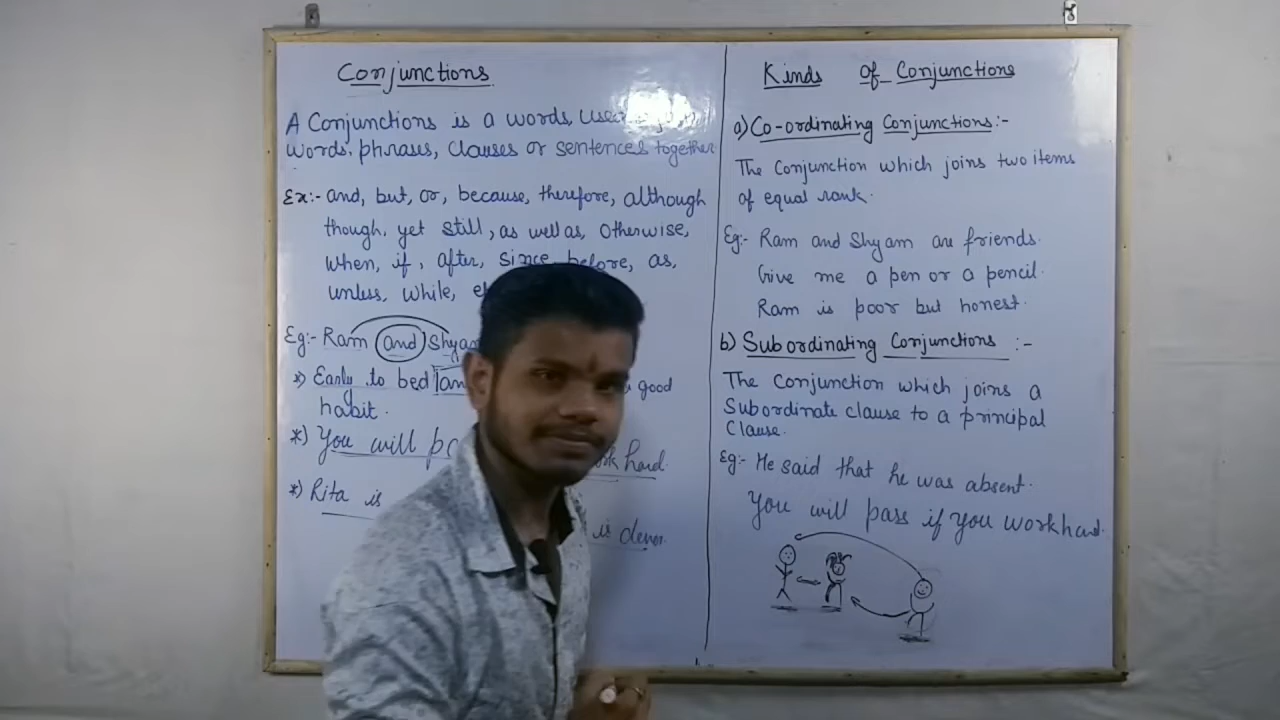 Conjunctions
A Conjunctions is a words, used
words, phrases, clauses or sentences together
Ex:- and, but, or, because, therefore, although
though, yet still, as well as, otherwise,
when, if, after, since, before, as,
unless, while,
Eg:- Ram and Shyam
*) Early to bed good
habit.
*) You will hard.
*) Rita is
is clever.
Kinds of Conjunctions
a) Co-ordinating Conjunctions:-
The Conjunction which joins two items
of equal rank.
Eg:- Ram and Shyam are friends.
Give me a pen or a pencil.
Ram is poor but honest.
b) Subordinating Conjunctions :-
The Conjunction which joins a
Subordinate clause to a principal
Clause.
Eg:- He said that he was absent.
You will pass if you work hard.